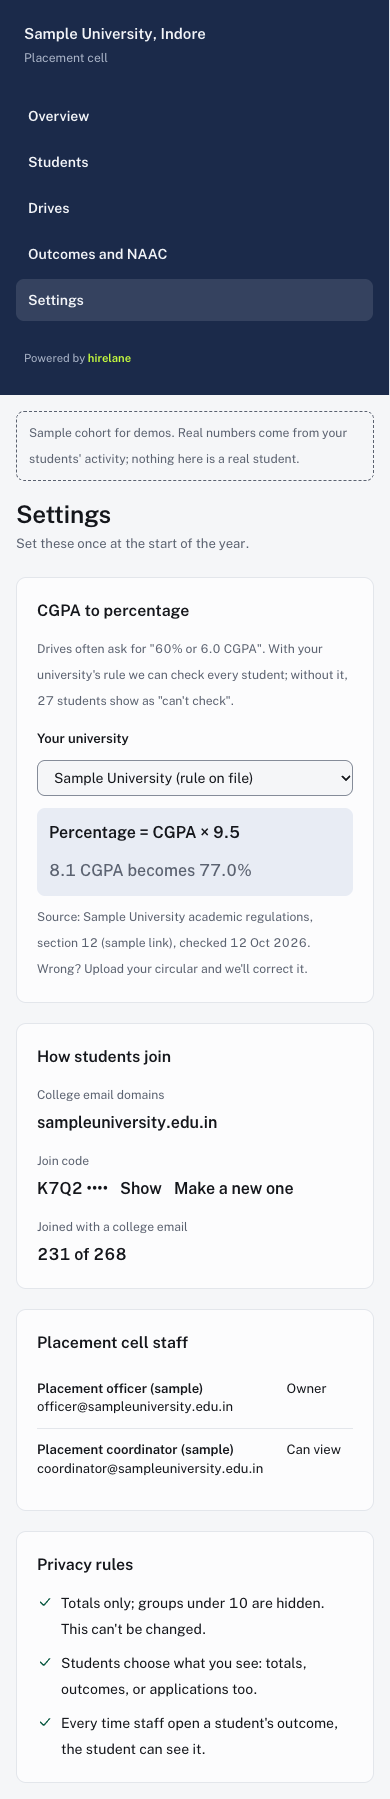 Sample University, Indore
Placement cell
Overview
Students
Drives
Outcomes and NAAC
Settings
Powered by hirelane
Sample cohort for demos. Real numbers come from your
students' activity; nothing here is a real student.
Settings
Set these once at the start of the year.
CGPA to percentage
Drives often ask for "60% or 6.0 CGPA". With your
university's rule we can check every student; without it,
27 students show as "can't check".
Your university
Sample University (rule on file)
Percentage = CGPA × 9.5
8.1 CGPA becomes 77.0%
Source: Sample University academic regulations,
section 12 (sample link), checked 12 Oct 2026.
Wrong? Upload your circular and we'll correct it.
How students join
College email domains
sampleuniversity.edu.in
Join code
K7Q2 •••• Show Make a new one
Joined with a college email
231 of 268
Placement cell staff
Placement officer (sample) Owner
officer@sampleuniversity.edu.in
Placement coordinator (sample) Can view
coordinator@sampleuniversity.edu.in
Privacy rules
Totals only; groups under 10 are hidden.
This can't be changed.
Students choose what you see: totals,
outcomes, or applications too.
Every time staff open a student's outcome,
the student can see it.